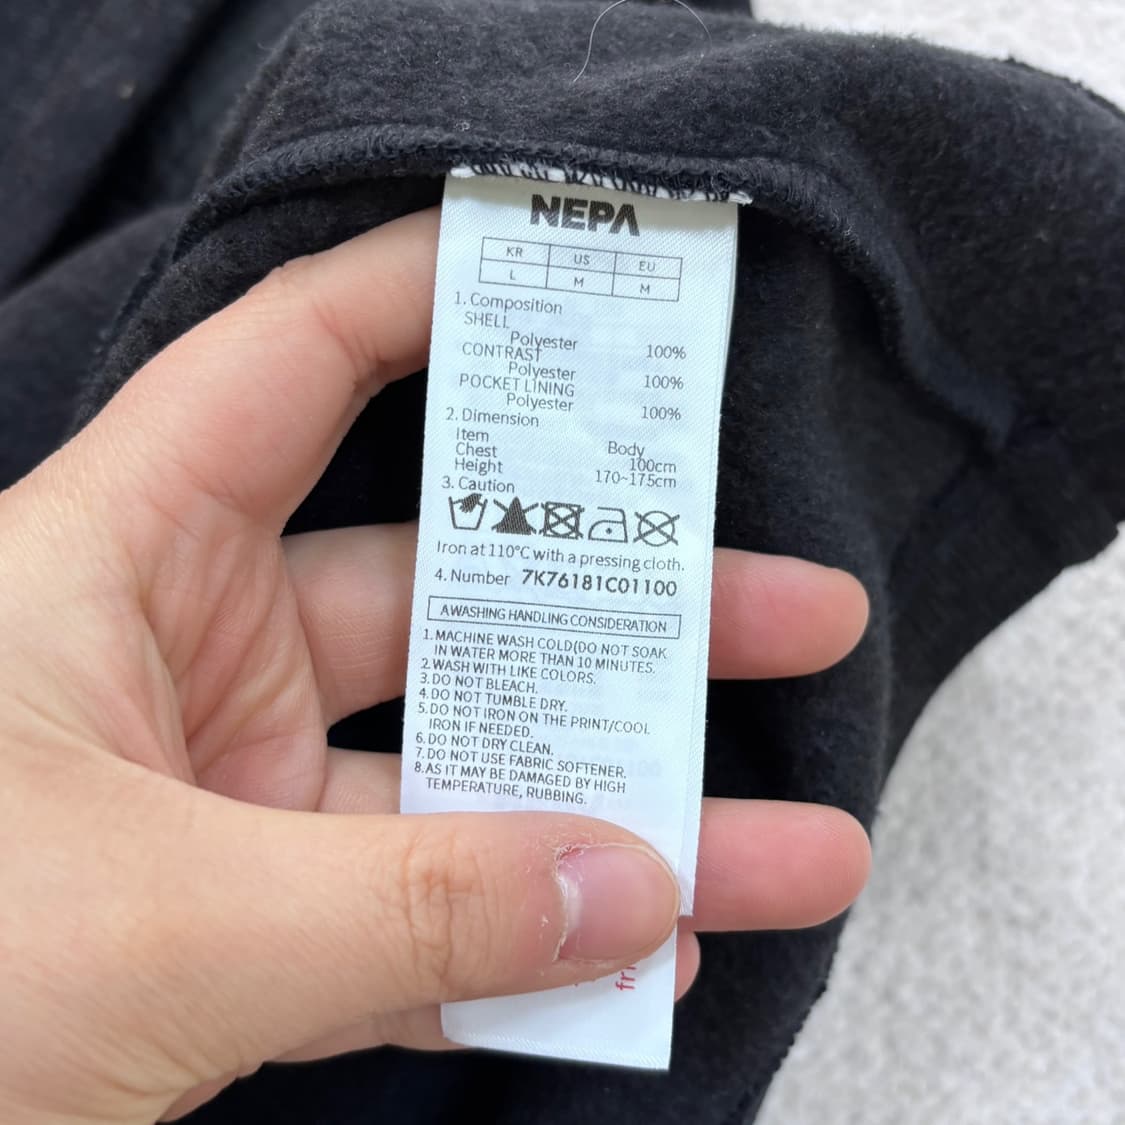 NEPA
KR US EU
L M M
1. Composition
SHELL
Polyester 100%
CONTRAST
Polyester 100%
POCKET LINING
Polyester 100%
2. Dimension
Item Body
Chest 100cm
Height 170~175cm
3. Caution
Iron at 110°C with a pressing cloth.
4. Number 7K76181C01100
A WASHING HANDLING CONSIDERATION
1. MACHINE WASH COLD(DO NOT SOAK
IN WATER MORE THAN 10 MINUTES.
2. WASH WITH LIKE COLORS.
3. DO NOT BLEACH.
4. DO NOT TUMBLE DRY.
5. DO NOT IRON ON THE PRINT/COOL
IRON IF NEEDED.
6. DO NOT DRY CLEAN.
7. DO NOT USE FABRIC SOFTENER.
8. AS IT MAY BE DAMAGED BY HIGH
TEMPERATURE, RUBBING.